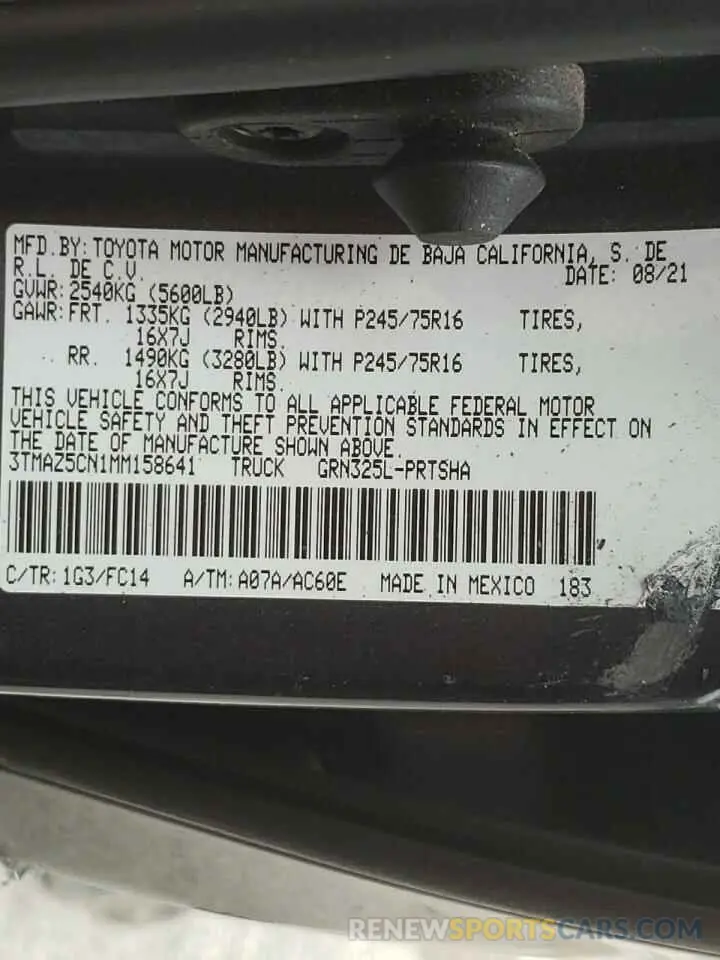 MFD.BY: TOYOTA MOTOR MANUFACTURING DE BAJA CALIFORNIA, S. DE
R.L. DE C.V. DATE: 08/21
GVWR: 2540KG (5600LB)
GAWR: FRT. 1335KG (2940LB) WITH P245/75R16 TIRES,
16X7J RIMS.
RR. 1490KG (3280LB) WITH P245/75R16 TIRES,
16X7J RIMS.
THIS VEHICLE CONFORMS TO ALL APPLICABLE FEDERAL MOTOR
VEHICLE SAFETY AND THEFT PREVENTION STANDARDS IN EFFECT ON
THE DATE OF MANUFACTURE SHOWN ABOVE.
3TMAZ5CN1MM158641 TRUCK GRN325L-PRTSHA
C/TR: 1G3/FC14 A/TM: A07A/AC60E MADE IN MEXICO 183
RENEWSPORTSCARS.COM